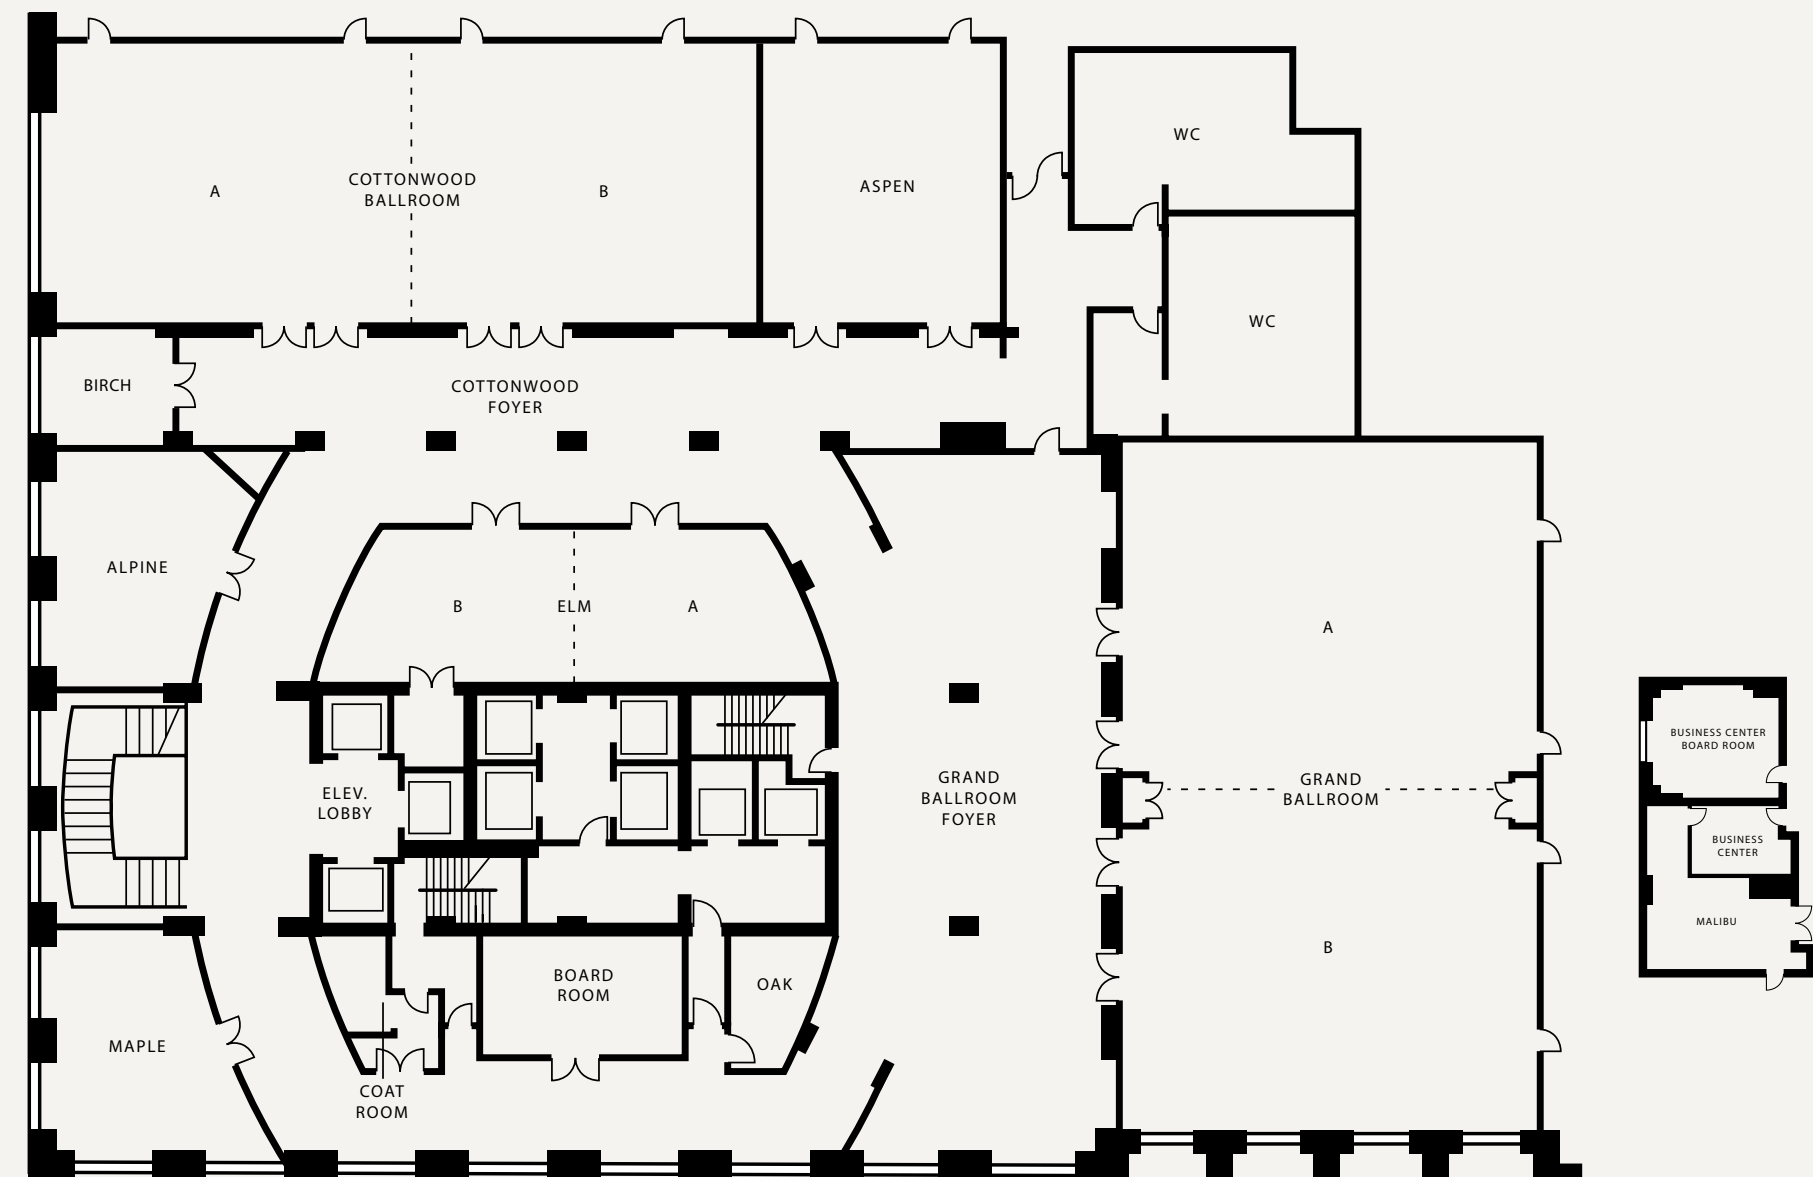 WC
COTTONWOOD
BALLROOM
A
B
ASPEN
WC
BIRCH
COTTONWOOD
FOYER
ALPINE
B
ELM
A
A
BUSINESS CENTER
BOARD ROOM
ELEV.
LOBBY
GRAND
BALLROOM
FOYER
GRAND
BALLROOM
BUSINESS
CENTER
MALIBU
B
BOARD
ROOM
OAK
MAPLE
COAT
ROOM